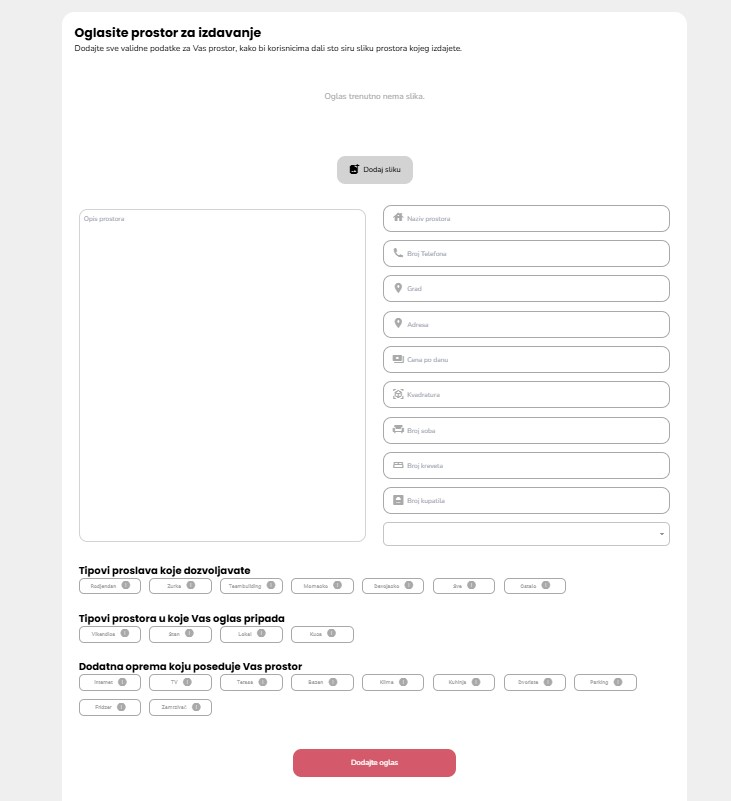 Oglasite prostor za izdavanje
Dodajte sve validne podatke za Vas prostor, kako bi korisnicima dali sto siru sliku prostora kojeg izdajete.
Oglas trenutno nema slika.
Dodaj sliku
Opis prostora
Naziv prostora
Broj Telefona
Grad
Adresa
Cena po danu
Kvadratura
Broj soba
Broj kreveta
Broj kupatila
Tipovi proslava koje dozvoljavate
Rodjendan
Zurka
Teambuilding
Momacko
Devojacko
Sve
Ostalo
Tipovi prostora u koje Vas oglas pripada
Vikendica
Stan
Lokal
Kuca
Dodatna oprema koju poseduje Vas prostor
Internet
TV
Terasa
Bazen
Klima
Kuhinja
Dvoriste
Parking
Frizider
Zamrzivac
Dodajte oglas